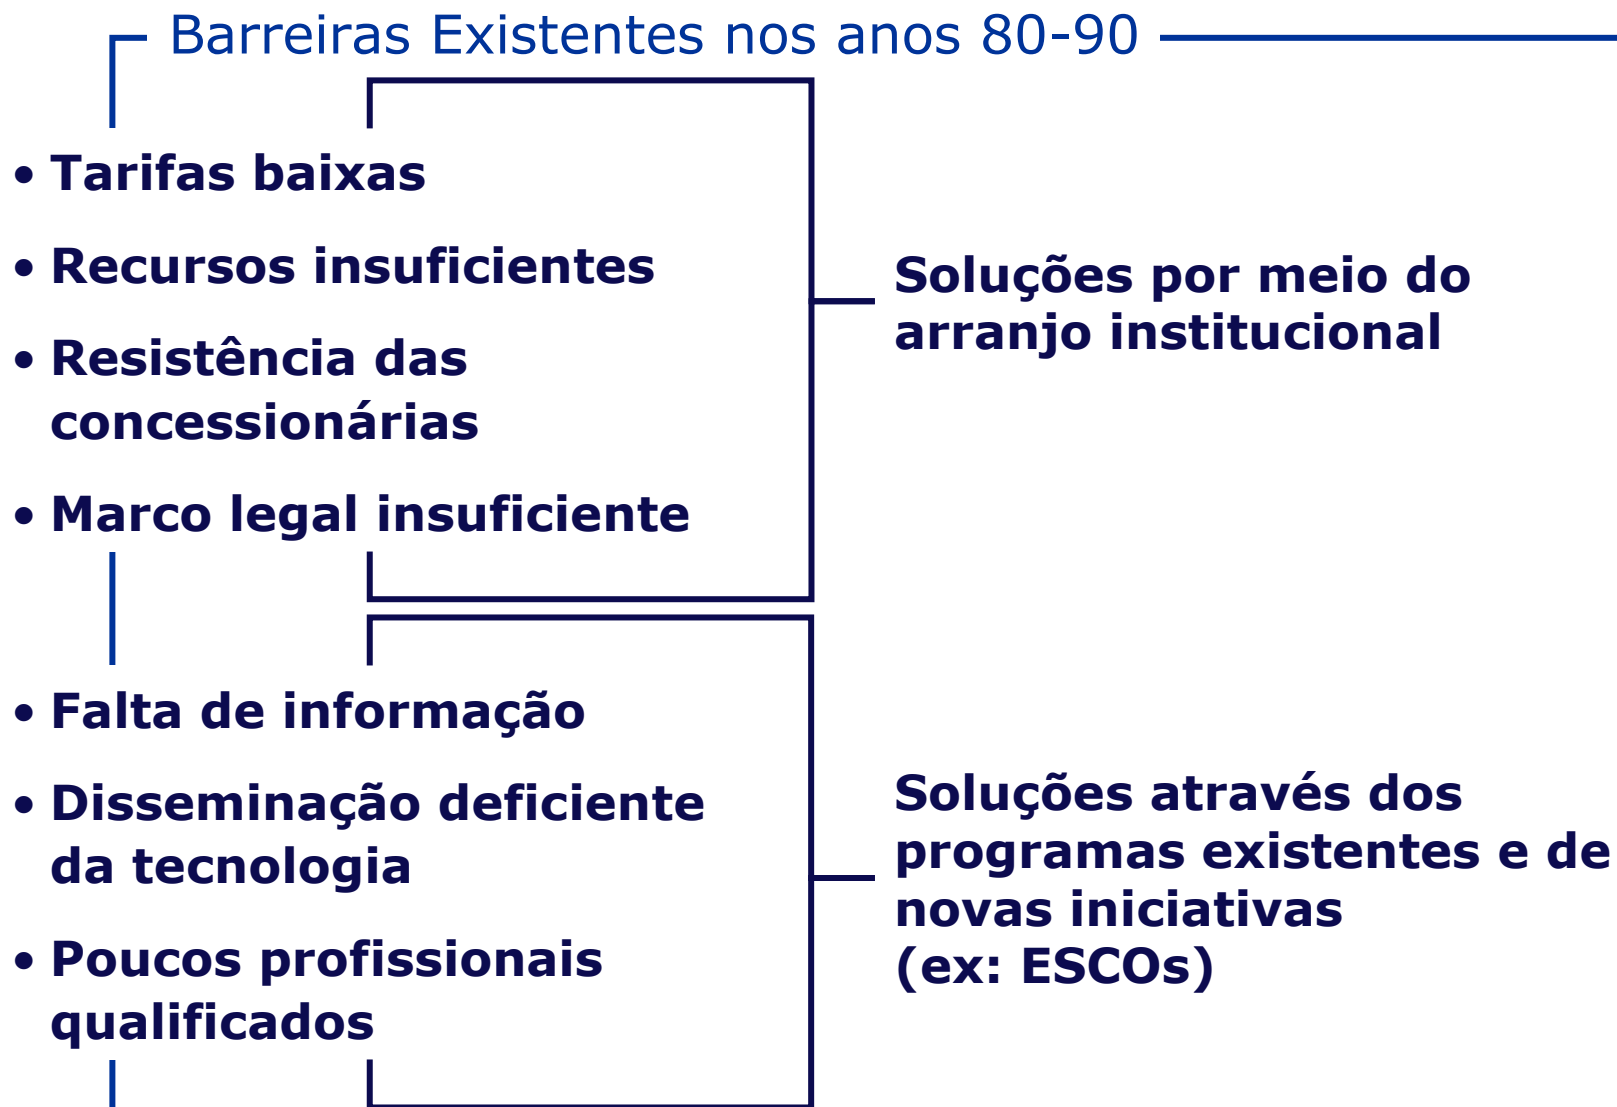 Barreiras Existentes nos anos 80-90
• Tarifas baixas
• Recursos insuficientes
• Resistência das
concessionárias
• Marco legal insuficiente
Soluções por meio do
arranjo institucional
• Falta de informação
• Disseminação deficiente
da tecnologia
• Poucos profissionais
qualificados
Soluções através dos
programas existentes e de
novas iniciativas
(ex: ESCOs)